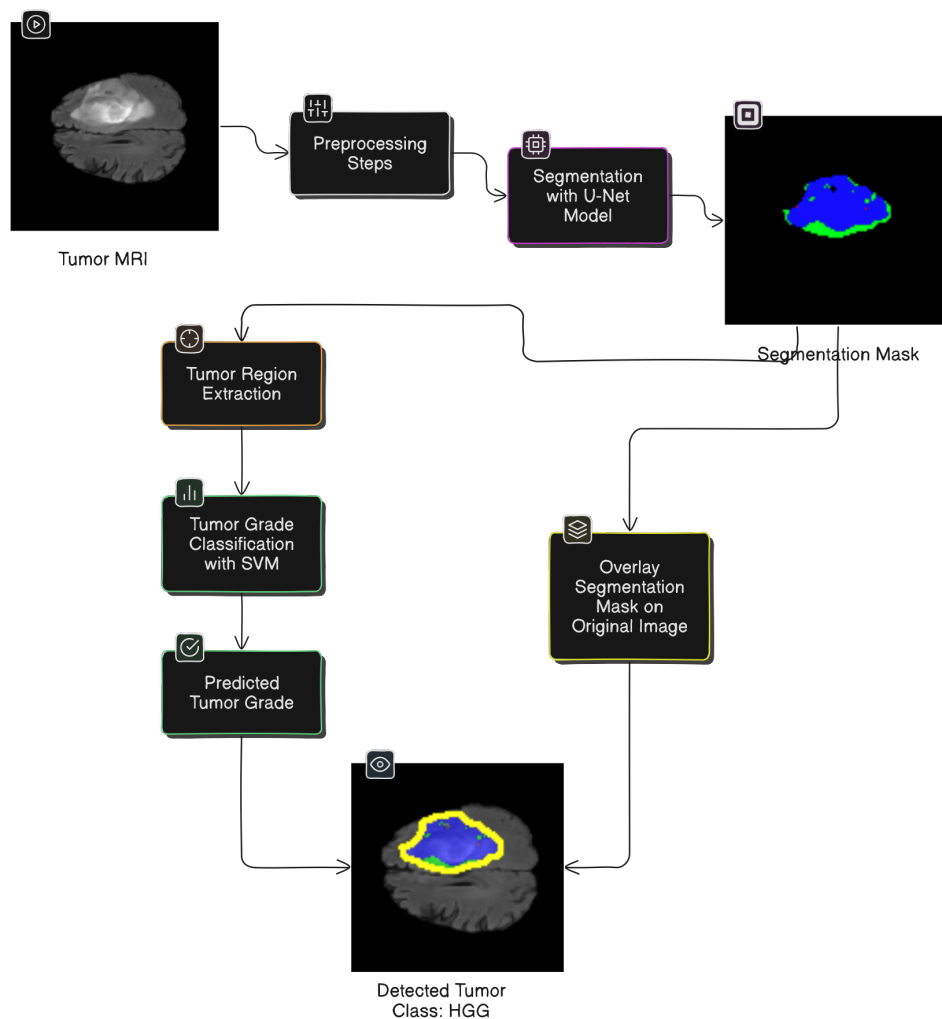 Tumor MRI
Preprocessing
Steps
Segmentation
with U-Net
Model
Segmentation Mask
Tumor Region
Extraction
Tumor Grade
Classification
with SVM
Predicted
Tumor Grade
Overlay
Segmentation
Mask on
Original Image
Detected Tumor
Class: HGG